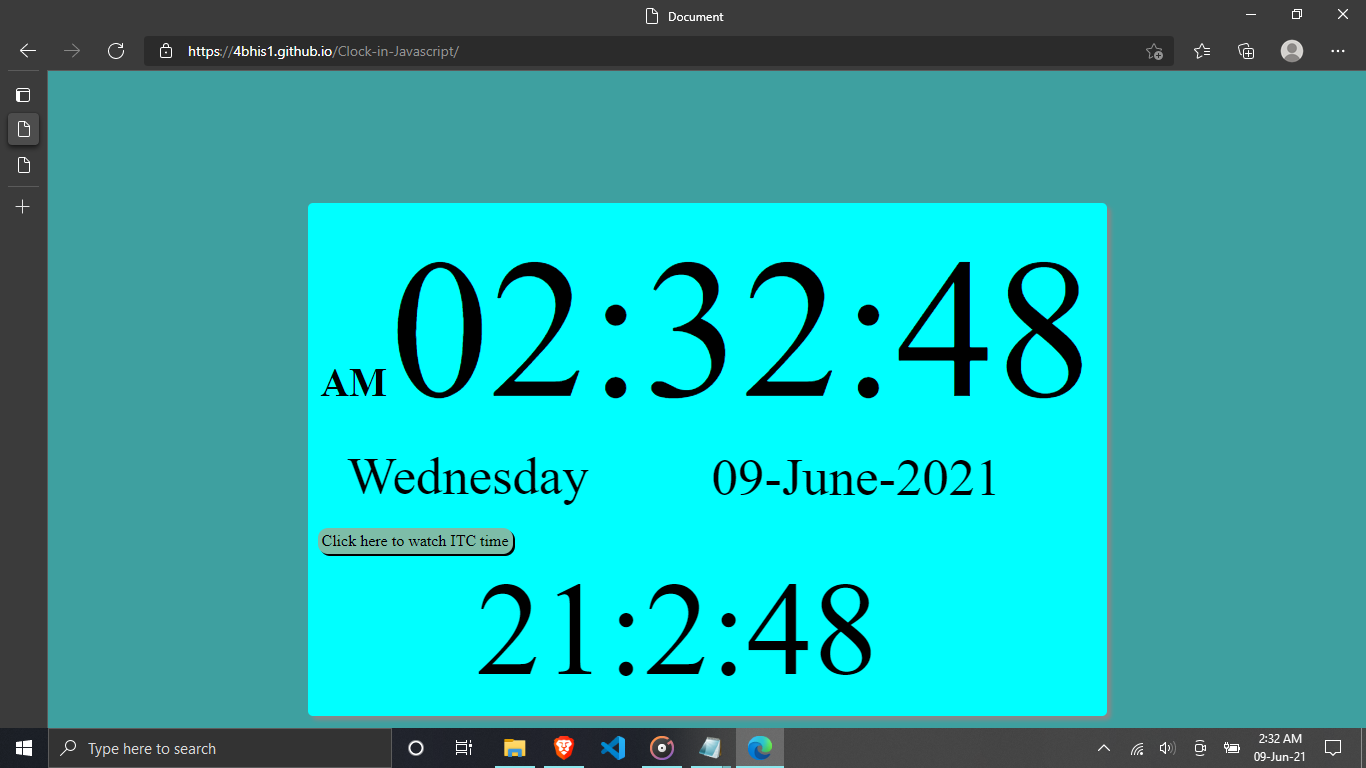 Document
https://4bhis1.github.io/Clock-in-Javascript/
AM 02:32:48
Wednesday 09-June-2021
Click here to watch ITC time
21:2:48
Type here to search
2:32 AM
09-Jun-21